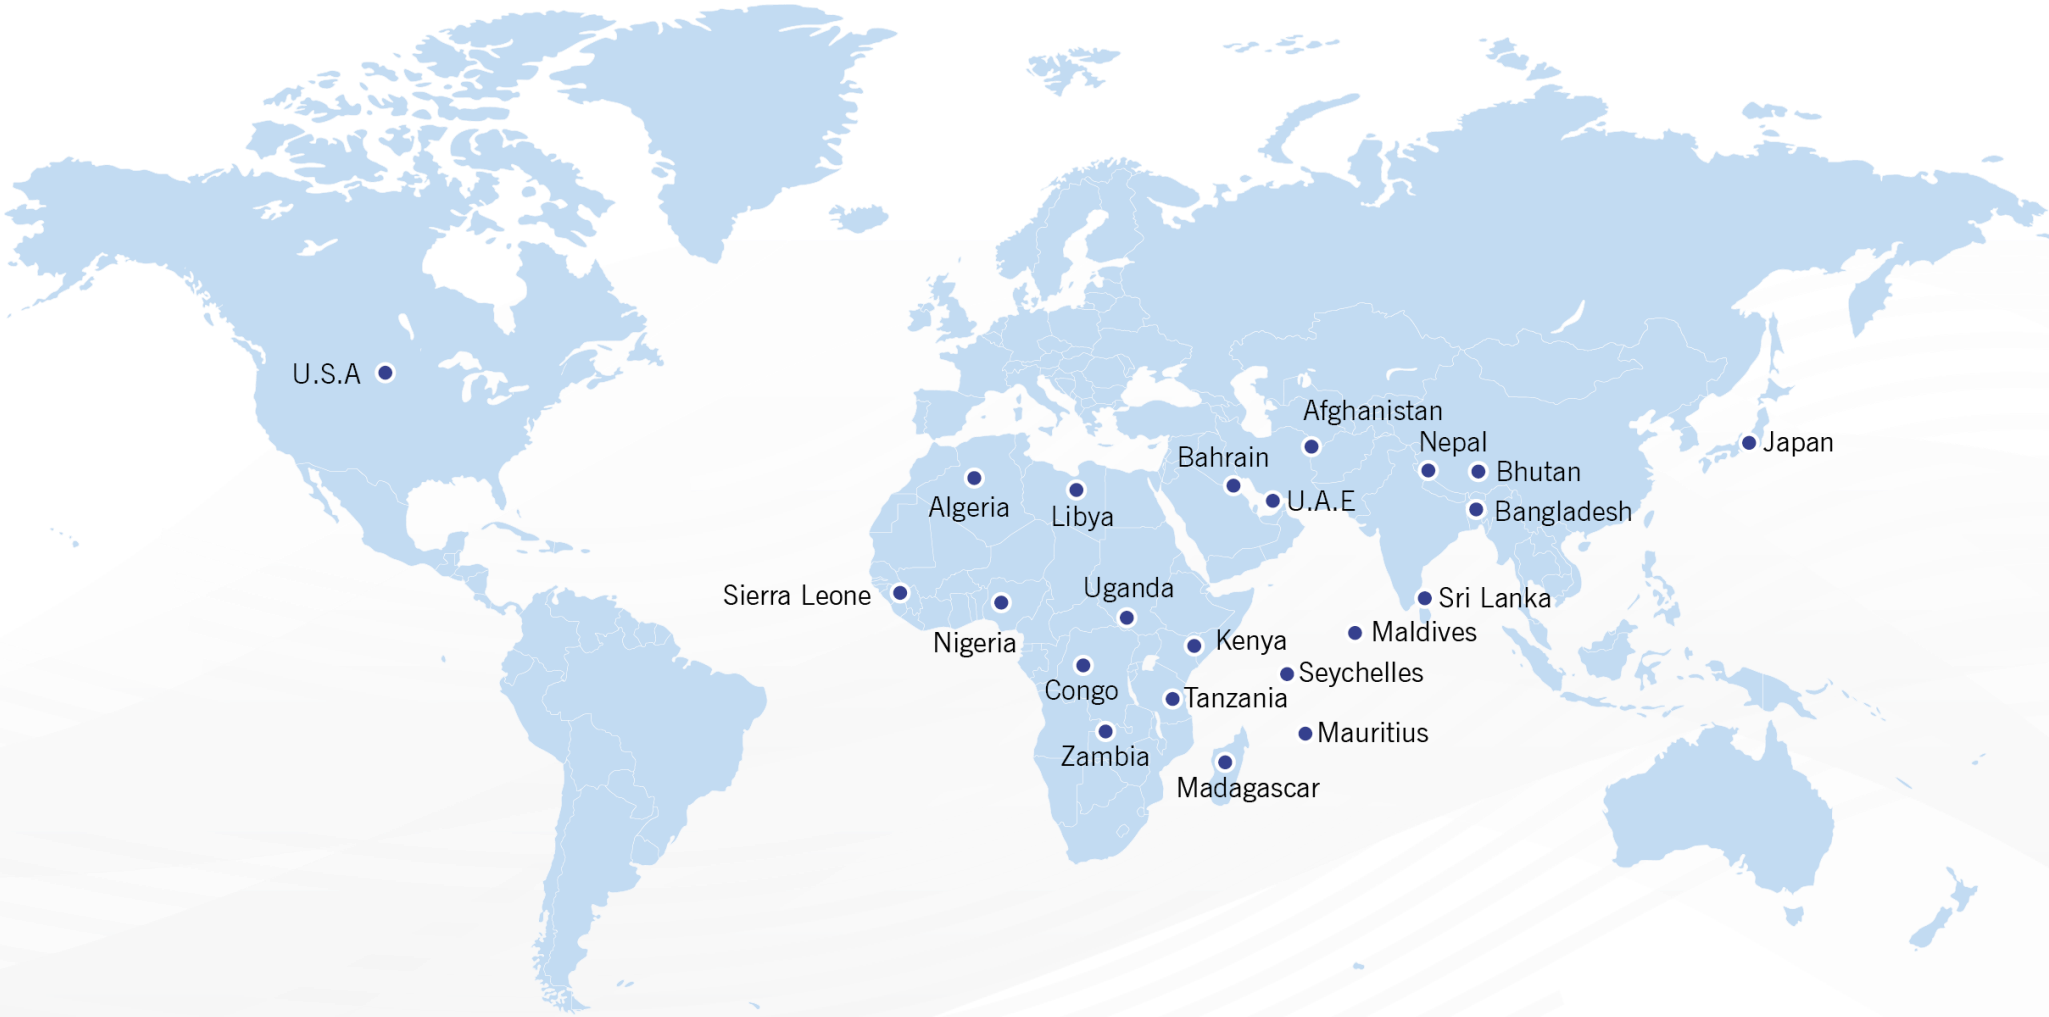 U.S.A
Afghanistan
Nepal
Japan
Bahrain
Bhutan
Algeria
Libya
U.A.E
Bangladesh
Sierra Leone
Uganda
Sri Lanka
Nigeria
Kenya
Maldives
Congo
Seychelles
Tanzania
Zambia
Mauritius
Madagascar